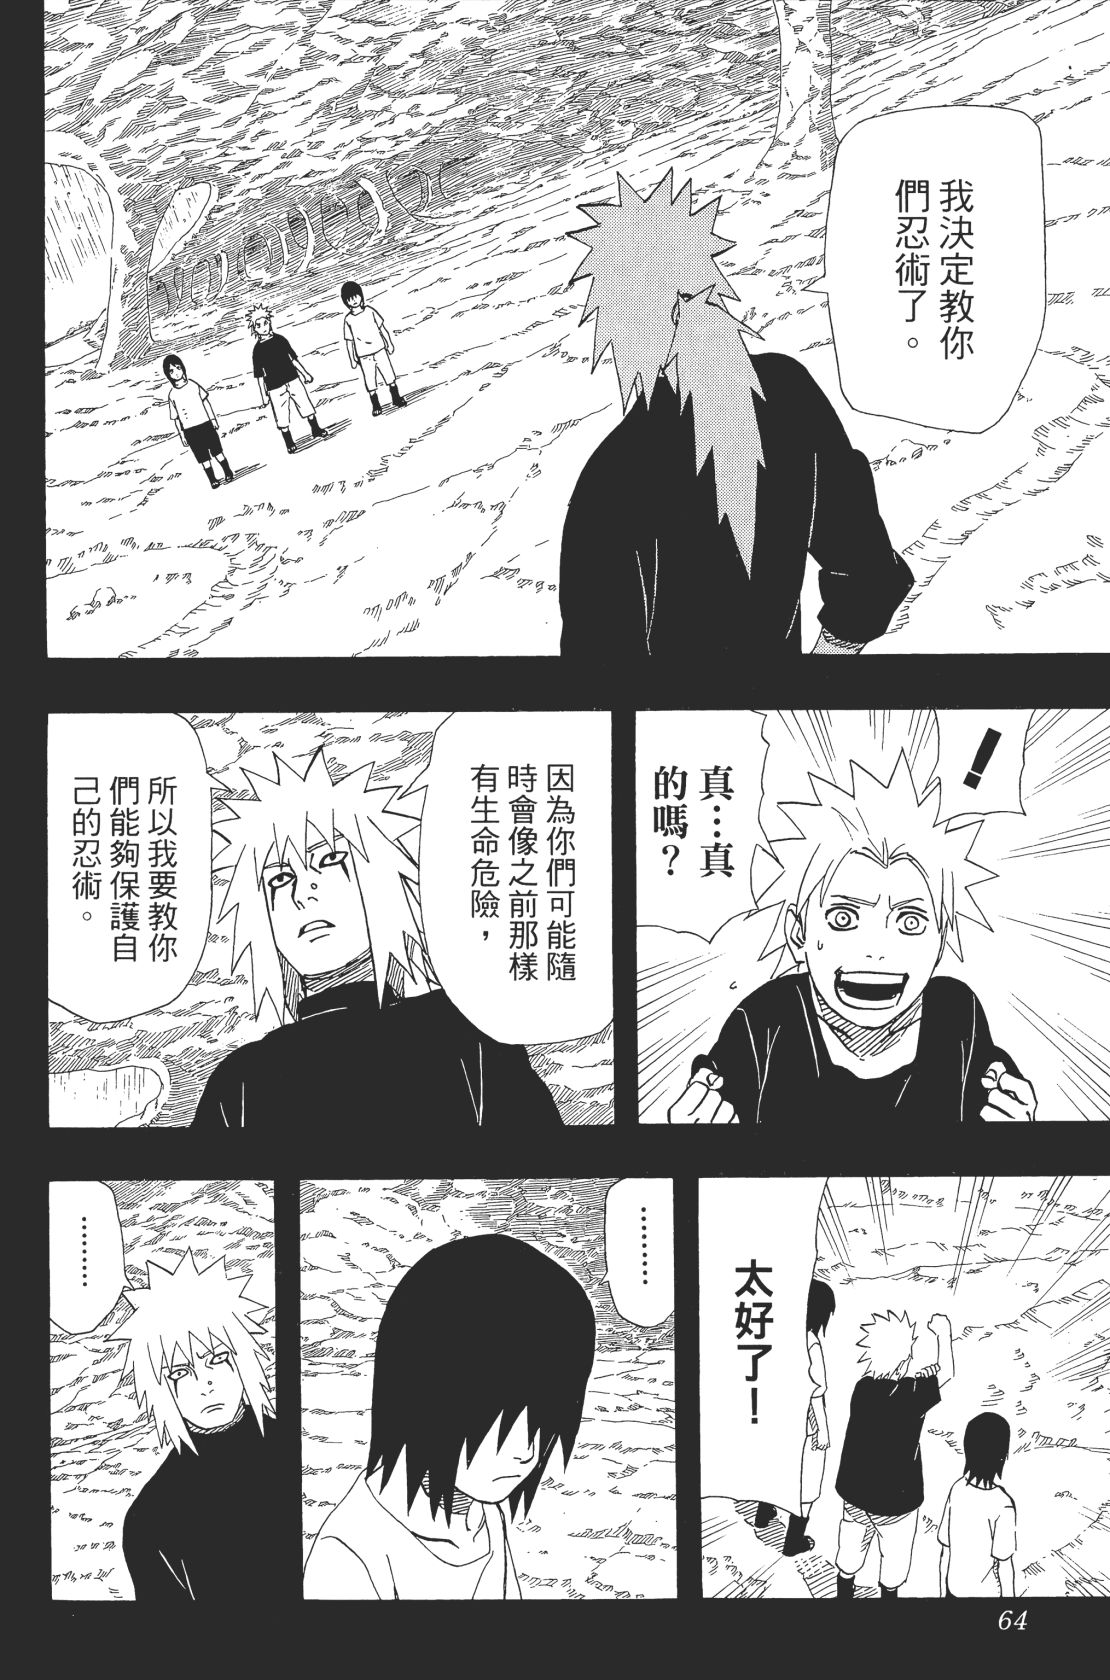 我決定教你
們忍術了。
！
真…真
的嗎？
因為你們可能隨
時會像之前那樣
有生命危險，
所以我要教你
們能夠保護自
己的忍術。
太好了！
………
………
64